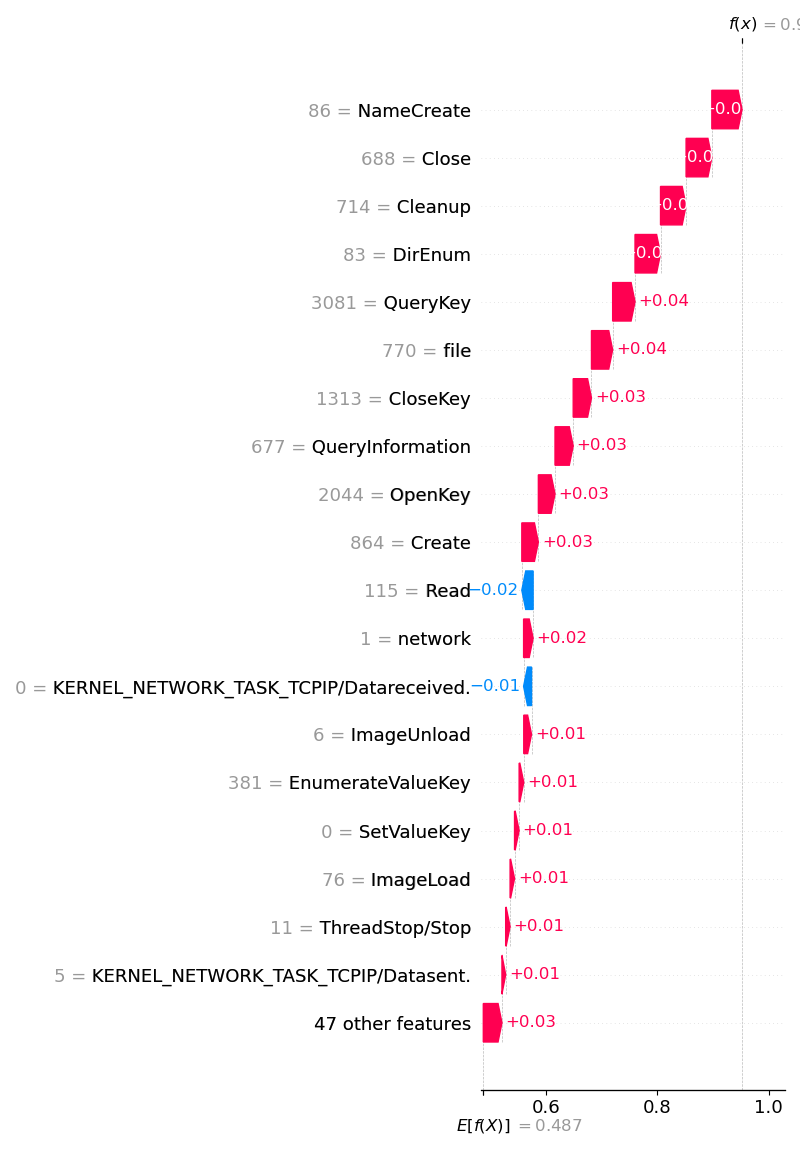 f(x) = 0.9
86 = NameCreate
688 = Close
714 = Cleanup
83 = DirEnum
3081 = QueryKey +0.04
770 = file +0.04
1313 = CloseKey +0.03
677 = QueryInformation +0.03
2044 = OpenKey +0.03
864 = Create +0.03
115 = Read −0.02
1 = network +0.02
0 = KERNEL_NETWORK_TASK_TCPIP/Datareceived. −0.01
6 = ImageUnload +0.01
381 = EnumerateValueKey +0.01
0 = SetValueKey +0.01
76 = ImageLoad +0.01
11 = ThreadStop/Stop +0.01
5 = KERNEL_NETWORK_TASK_TCPIP/Datasent. +0.01
47 other features +0.03
0.6 0.8 1.0
E[f(X)] = 0.487